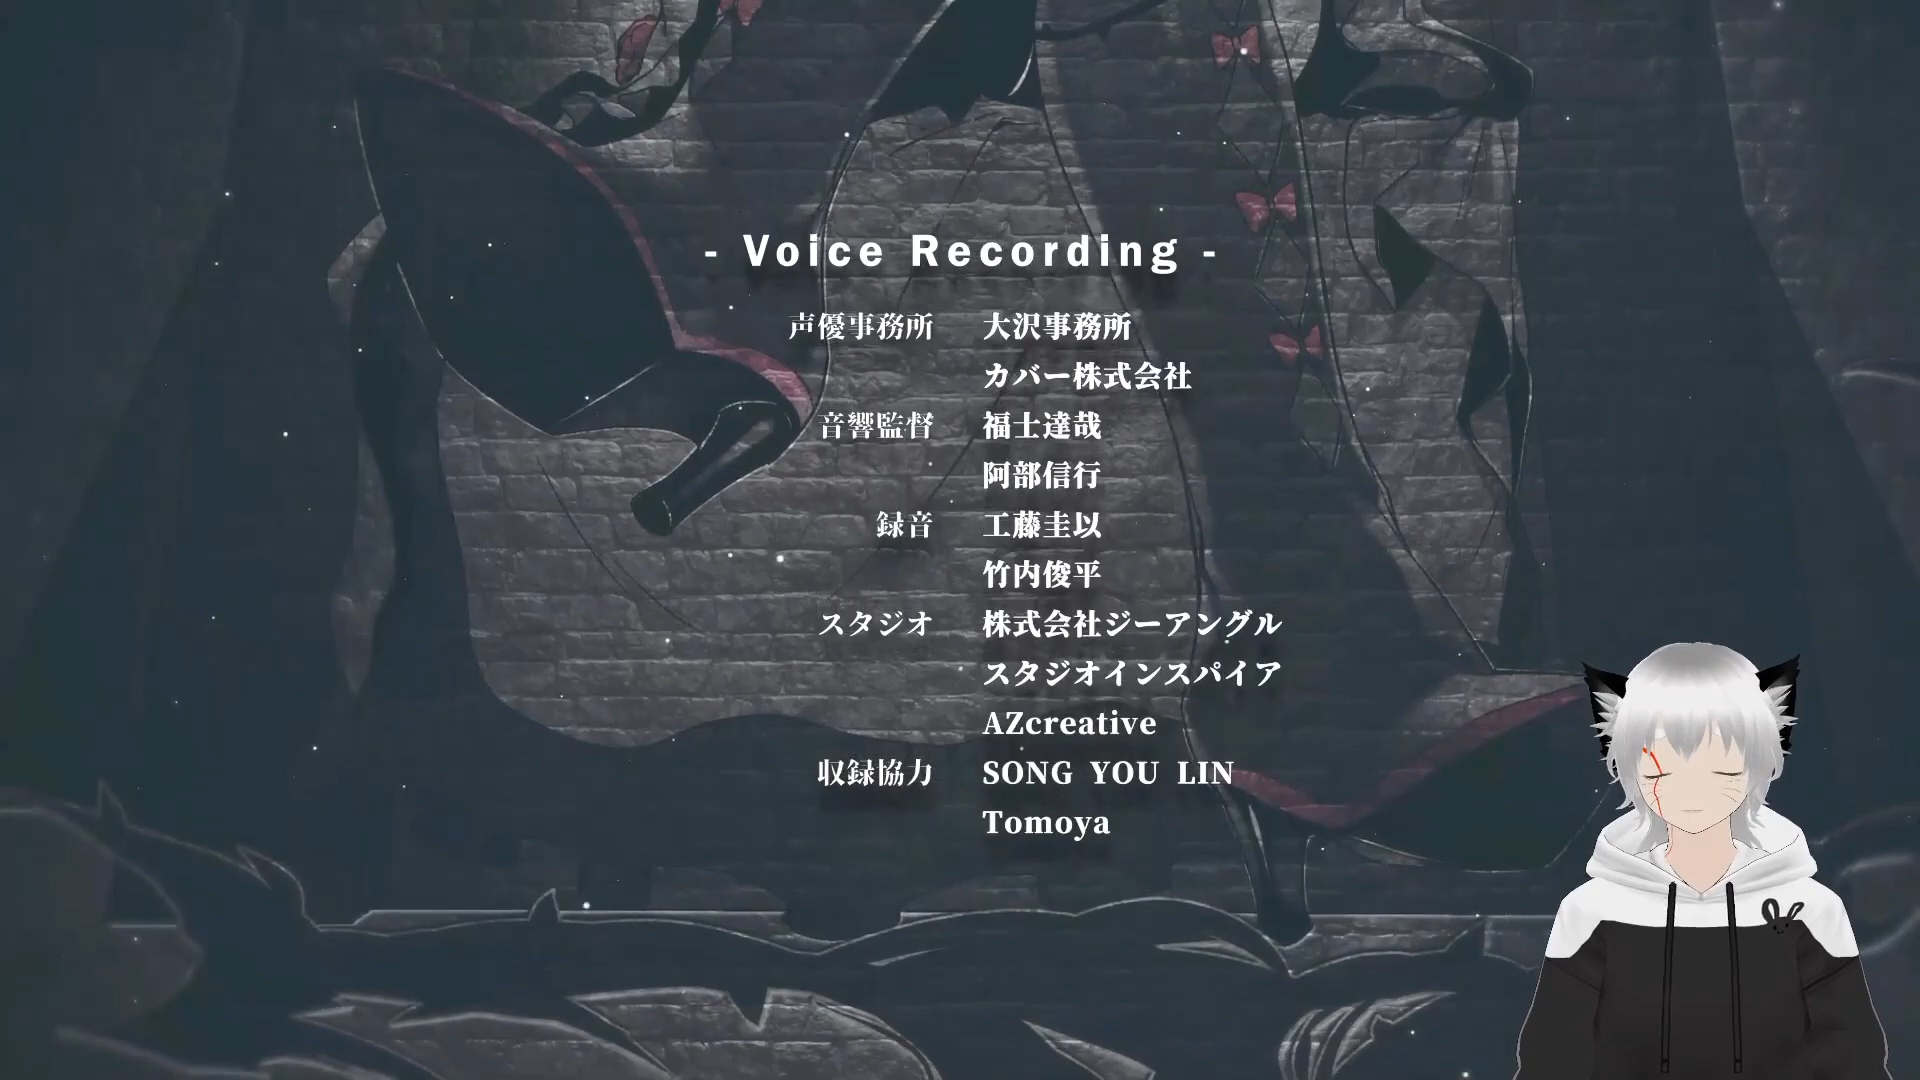 - Voice Recording -
声優事務所 大沢事務所
カバー株式会社
音響監督 福士達哉
阿部信行
録音 工藤圭以
竹内俊平
スタジオ 株式会社ジーアングル
スタジオインスパイア
AZcreative
収録協力 SONG YOU LIN
Tomoya